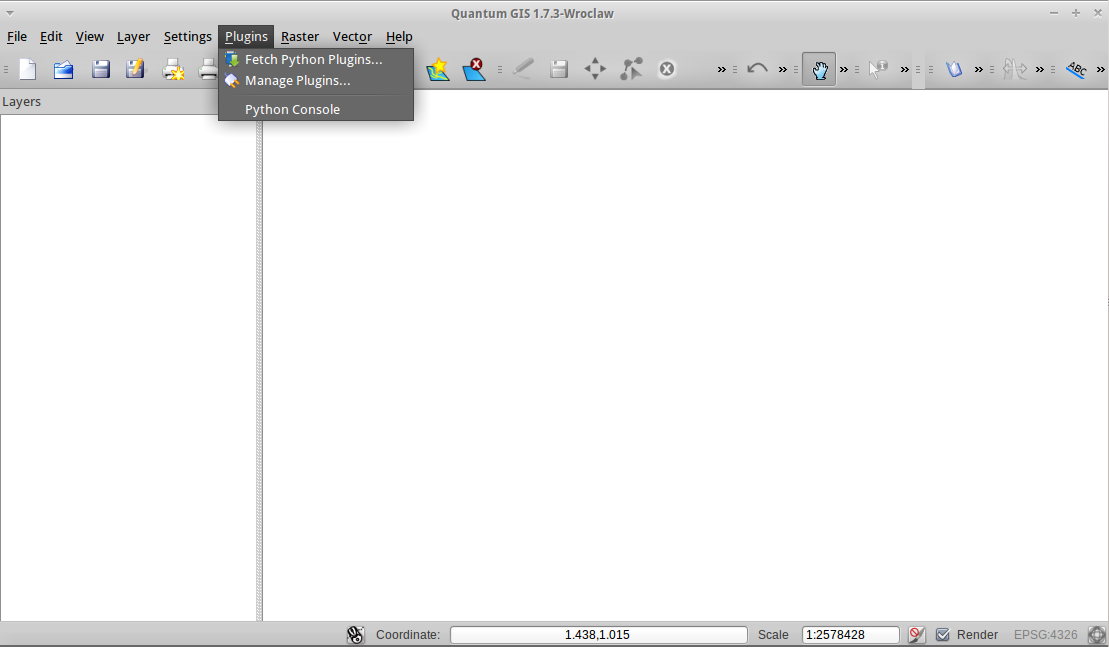 Quantum GIS 1.7.3-Wroclaw
File Edit View Layer Settings Plugins Raster Vector Help
Fetch Python Plugins...
Manage Plugins...
Python Console
ABC
Layers
Coordinate: 1.438,1.015 Scale 1:2578428 Render EPSG:4326